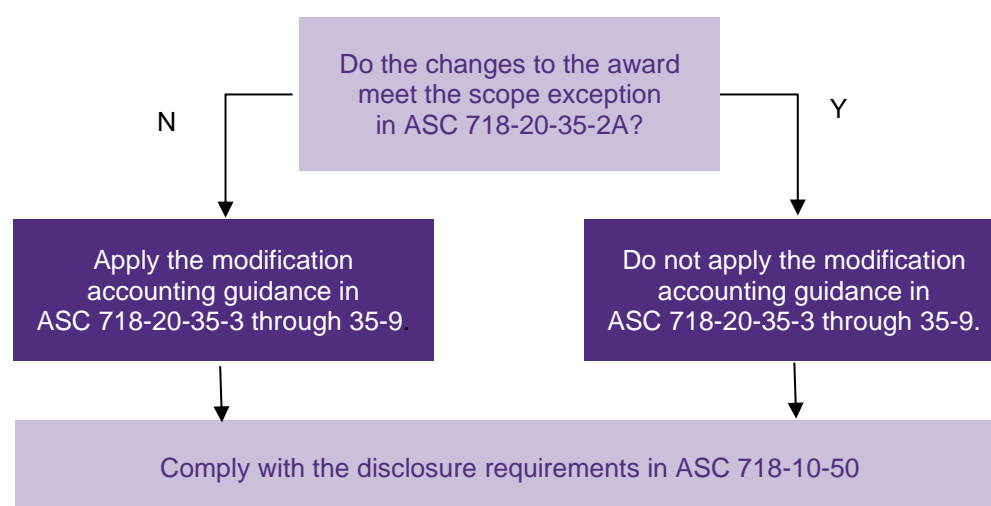 Do the changes to the award
meet the scope exception
in ASC 718-20-35-2A?
N
Y
Apply the modification
accounting guidance in
ASC 718-20-35-3 through 35-9.
Do not apply the modification
accounting guidance in
ASC 718-20-35-3 through 35-9.
Comply with the disclosure requirements in ASC 718-10-50